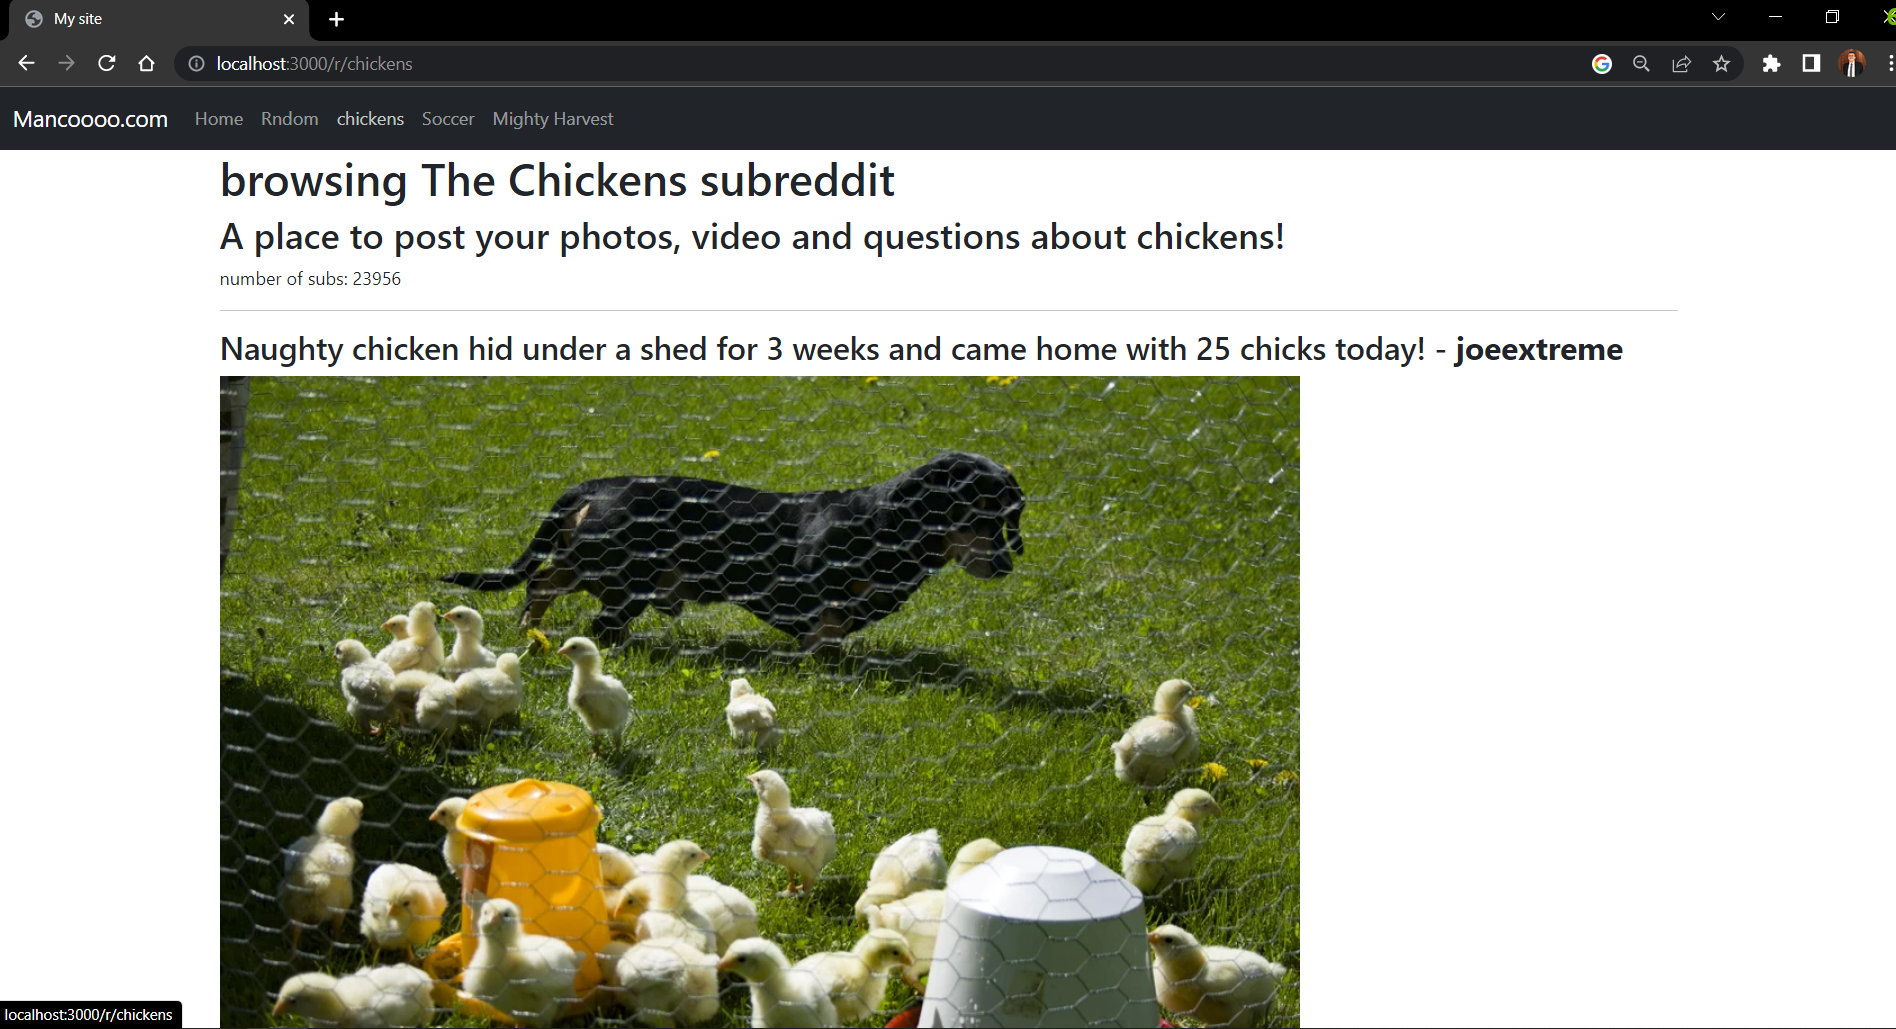 My site
localhost:3000/r/chickens
Mancoooo.com Home Rndom chickens Soccer Mighty Harvest
browsing The Chickens subreddit
A place to post your photos, video and questions about chickens!
number of subs: 23956
Naughty chicken hid under a shed for 3 weeks and came home with 25 chicks today! - joeextreme
localhost:3000/r/chickens